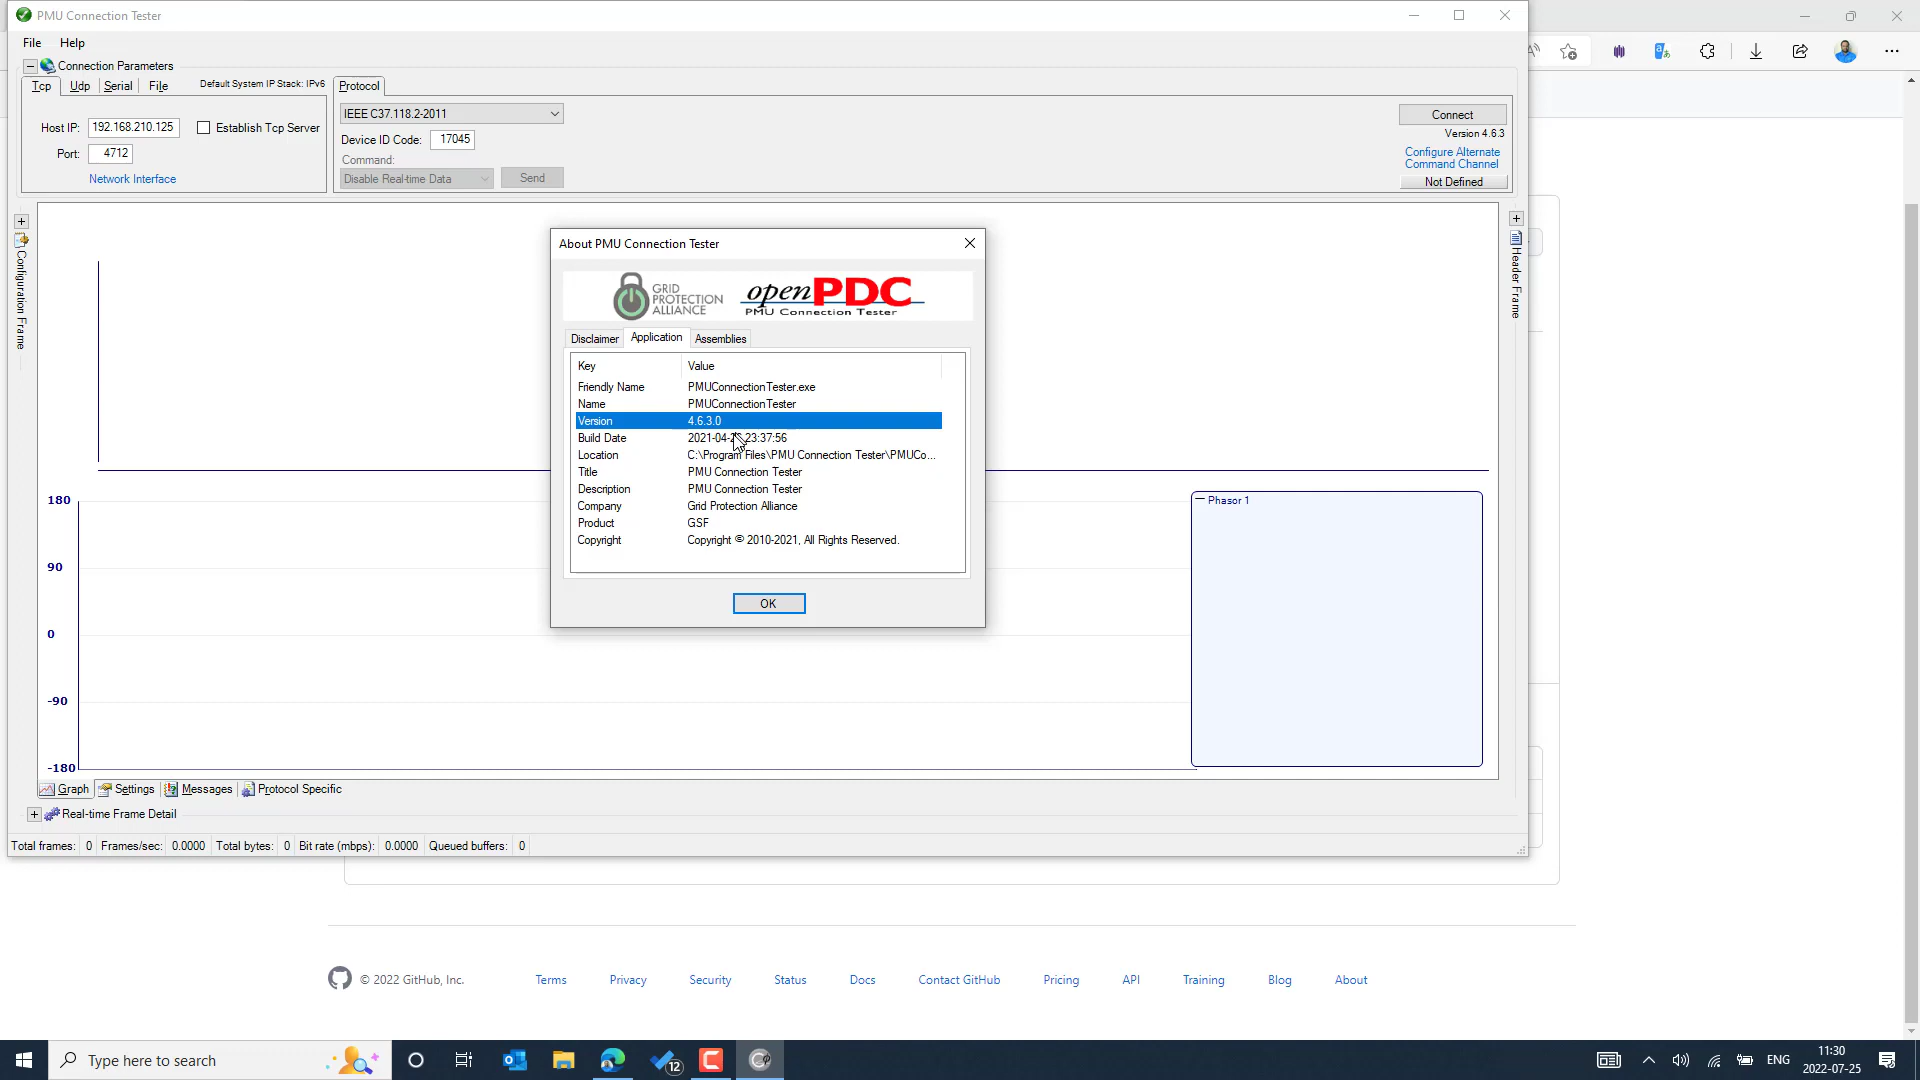 PMU Connection Tester
File Help
Connection Parameters
Tcp Udp Serial File Default System IP Stack: IPv6 Protocol
Host IP: 192.168.210.125 Establish Tcp Server
Port: 4712
Network Interface
IEEE C37.118.2-2011
Device ID Code: 17045
Command:
Disable Real-time Data Send
Connect
Version 4.6.3
Configure Alternate
Command Channel
Not Defined
Configuration Frame
Header Frame
About PMU Connection Tester
GRID
PROTECTION
ALLIANCE
openPDC
PMU Connection Tester
Disclaimer Application Assemblies
Key Value
Friendly Name PMUConnectionTester.exe
Name PMUConnectionTester
Version 4.6.3.0
Build Date 2021-04- 23:37:56
Location C:\Program Files\PMU Connection Tester\PMUCo...
Title PMU Connection Tester
Description PMU Connection Tester
Company Grid Protection Alliance
Product GSF
Copyright Copyright © 2010-2021, All Rights Reserved.
OK
180
90
0
-90
-180
Phasor 1
Graph Settings Messages Protocol Specific
Real-time Frame Detail
Total frames: 0 Frames/sec: 0.0000 Total bytes: 0 Bit rate (mbps): 0.0000 Queued buffers: 0
© 2022 GitHub, Inc. Terms Privacy Security Status Docs Contact GitHub Pricing API Training Blog About
Type here to search
12
ENG
11:30
2022-07-25